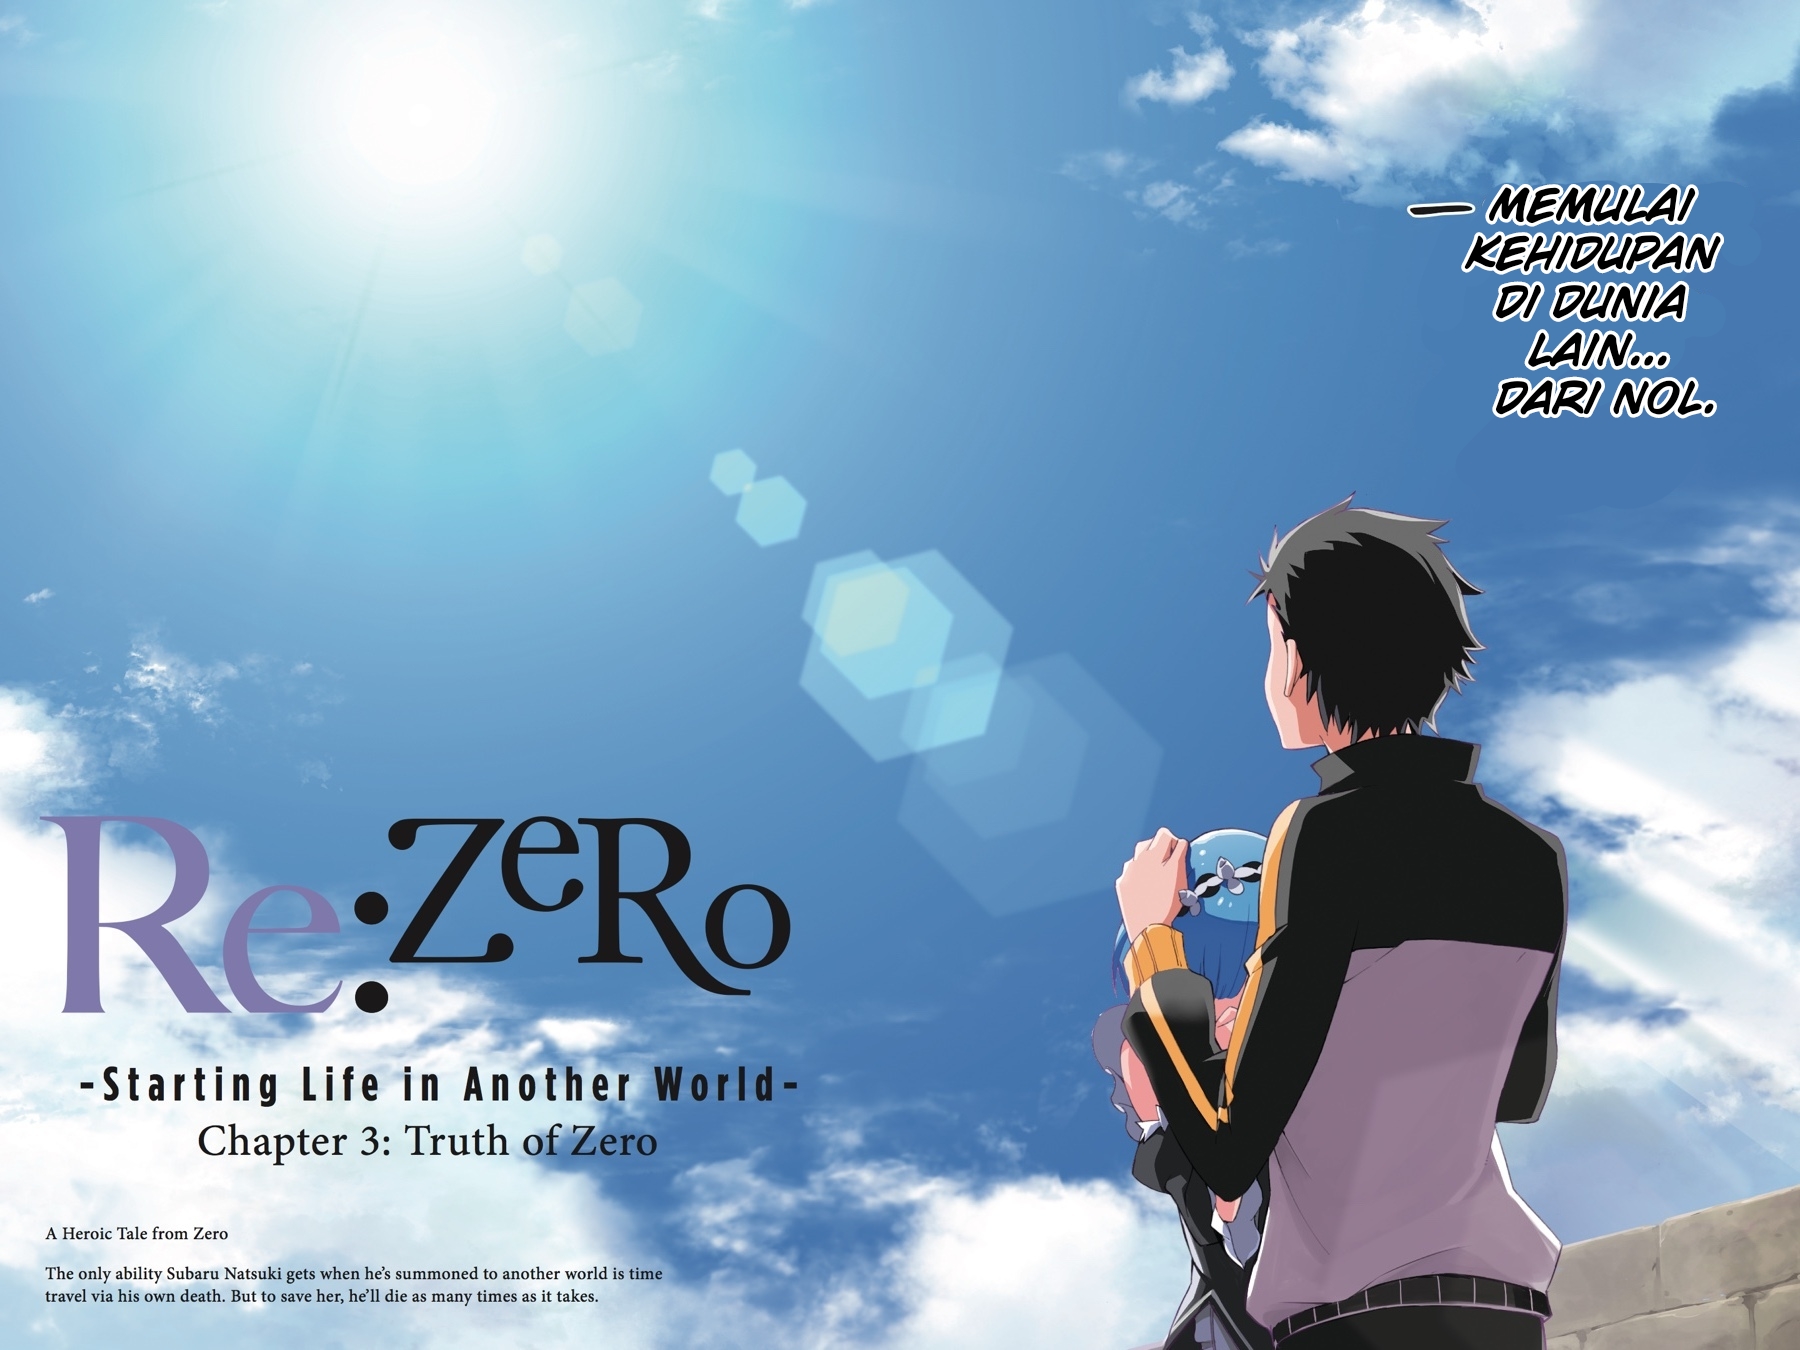 — MEMULAI
KEHIDUPAN
DI DUNIA
LAIN...
DARI NOL.
Re:ZeRo
-Starting Life in Another World-
Chapter 3: Truth of Zero
A Heroic Tale from Zero
The only ability Subaru Natsuki gets when he's summoned to another world is time
travel via his own death. But to save her, he'll die as many times as it takes.